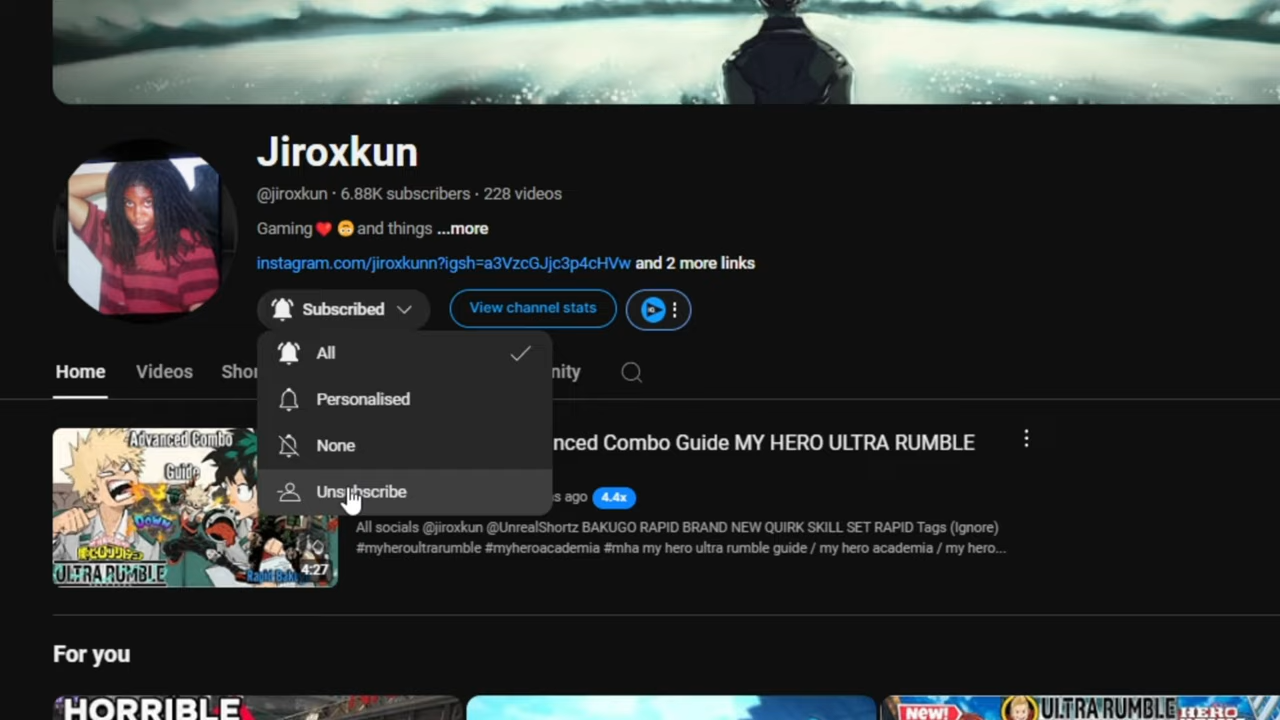 Jiroxkun
@jiroxkun · 6.88K subscribers · 228 videos
Gaming❤️👨and things ...more
instagram.com/jiroxkunn?igsh=a3VzcGJjc3p4cHVw and 2 more links
Subscribed
View channel stats
All
Personalised
None
Unsubscribe
Home
Videos
Shor
nity
Advanced Combo
Guide
DOWN
ULTRA RUMBLE
4:27
nced Combo Guide MY HERO ULTRA RUMBLE
s ago
4.4x
All socials @jiroxkun @UnrealShortz BAKUGO RAPID BRAND NEW QUIRK SKILL SET RAPID Tags (Ignore)
#myheroultrarumble #myheroacademia #mha my hero ultra rumble guide / my hero academia / my hero...
For you
HORRIBLE
New!
ULTRA RUMBLE
HERO